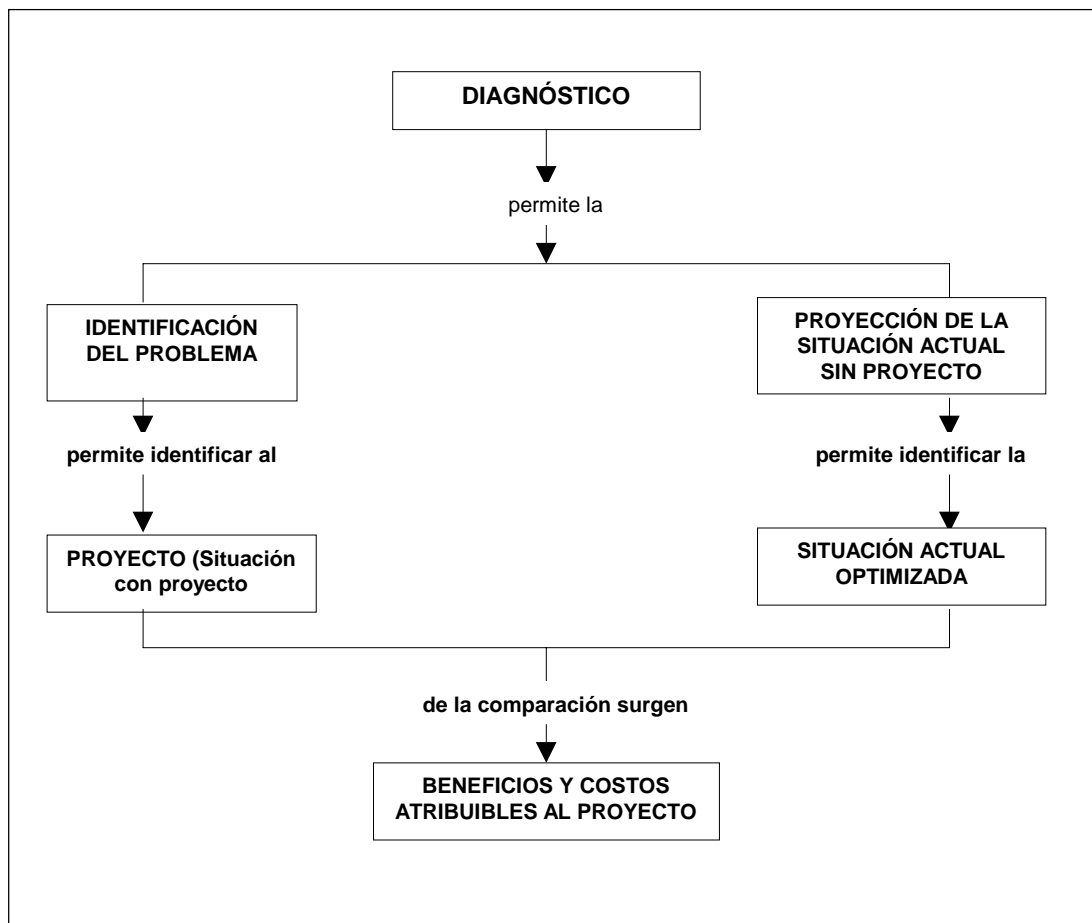 DIAGNÓSTICO
permite la
IDENTIFICACIÓN
DEL PROBLEMA
PROYECCIÓN DE LA
SITUACIÓN ACTUAL
SIN PROYECTO
permite identificar al
permite identificar la
PROYECTO (Situación
con proyecto
SITUACIÓN ACTUAL
OPTIMIZADA
de la comparación surgen
BENEFICIOS Y COSTOS
ATRIBUIBLES AL PROYECTO